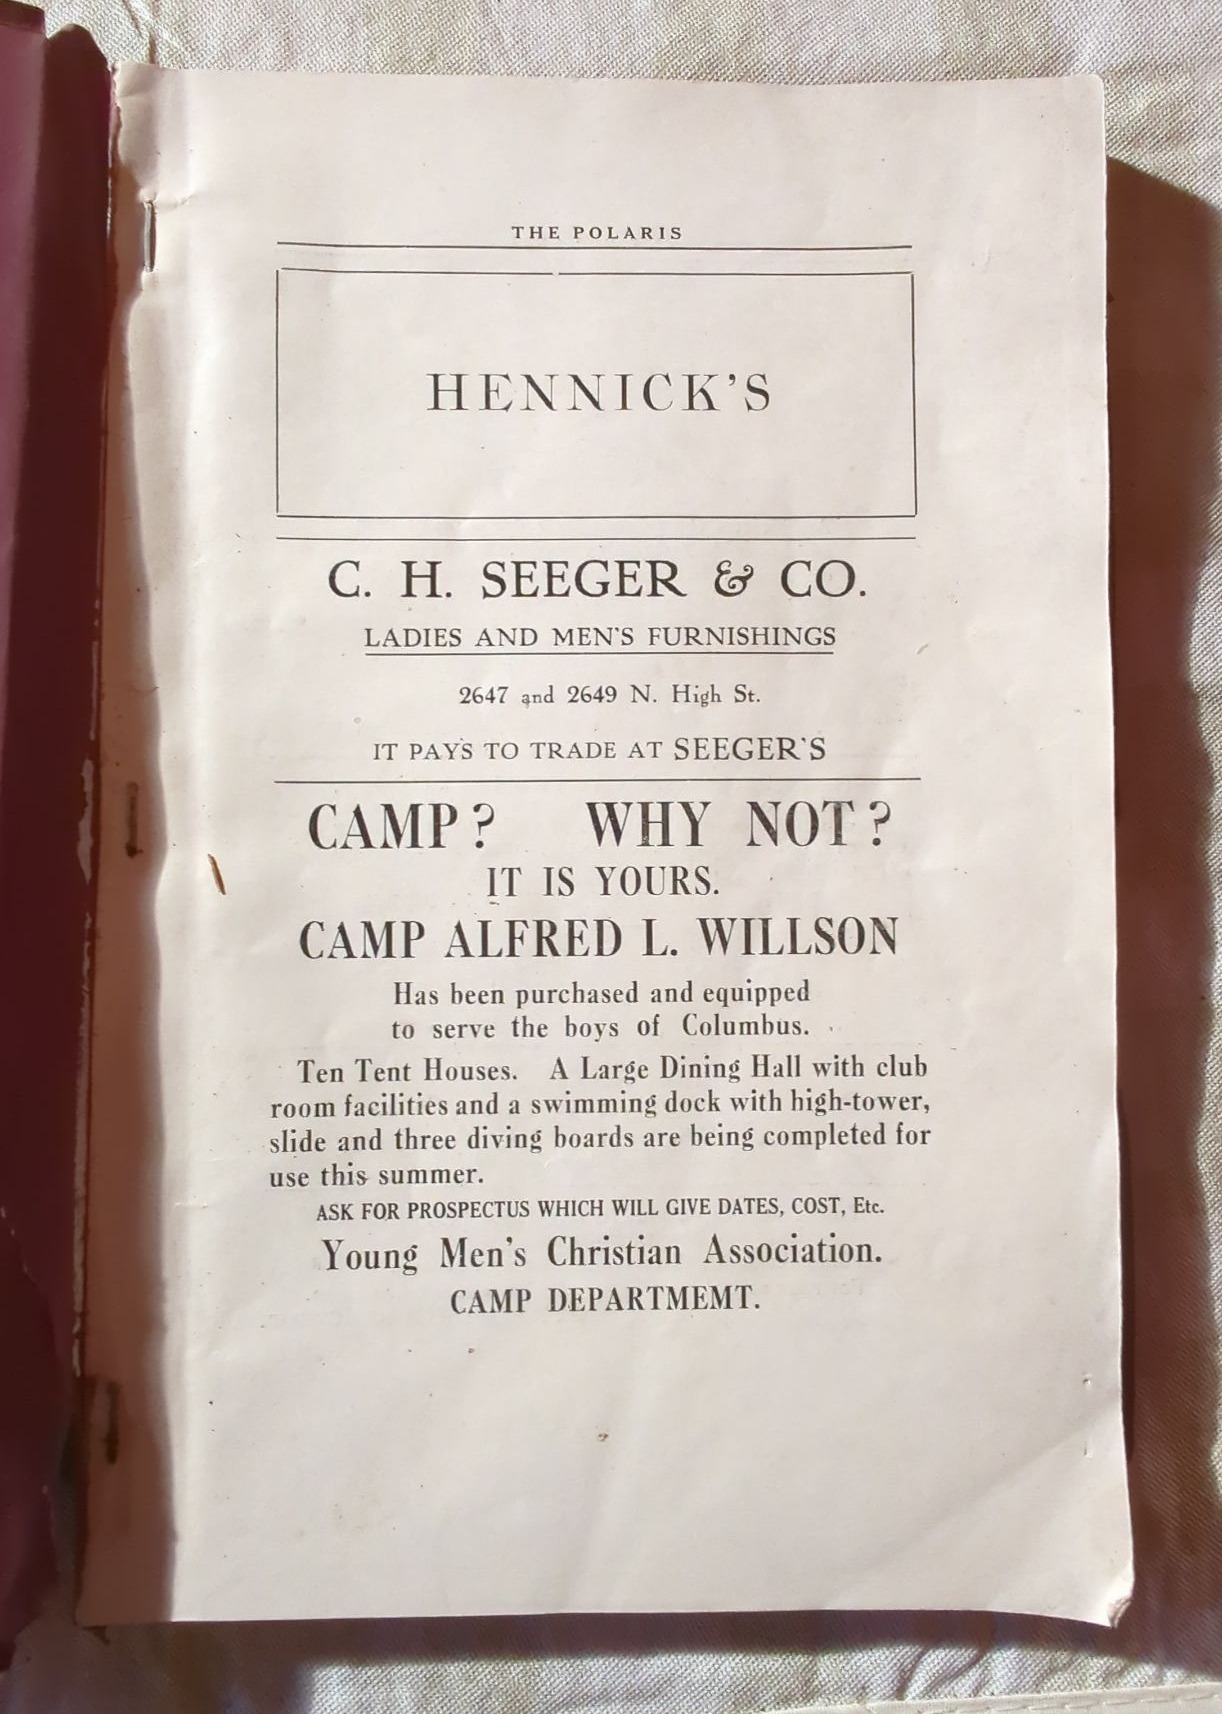 THE POLARIS
HENNICK'S
C. H. SEEGER & CO.
LADIES AND MEN'S FURNISHINGS
2647 and 2649 N. High St.
IT PAYS TO TRADE AT SEEGER'S
CAMP? WHY NOT?
IT IS YOURS.
CAMP ALFRED L. WILLSON
Has been purchased and equipped
to serve the boys of Columbus.
Ten Tent Houses. A Large Dining Hall with club
room facilities and a swimming dock with high-tower,
slide and three diving boards are being completed for
use this summer.
ASK FOR PROSPECTUS WHICH WILL GIVE DATES, COST, Etc.
Young Men's Christian Association.
CAMP DEPARTMEMT.